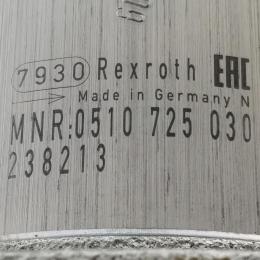 7930 Rexroth EAC
Made in Germany N
MNR:0510 725 030
238213